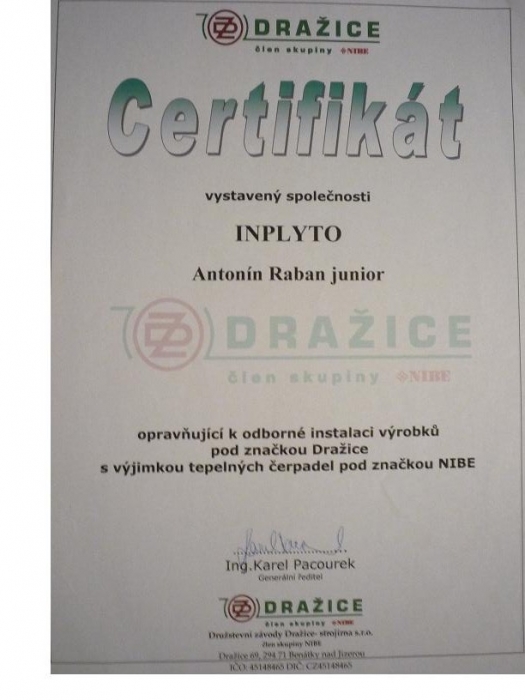 DRAŽICE
člen skupiny NIBE
Certifikát
vystavený společnosti
INPLYTO
Antonín Raban junior
DRAŽICE
člen skupiny NIBE
opravňující k odborné instalaci výrobků
pod značkou Dražice
s výjimkou tepelných čerpadel pod značkou NIBE
Ing.Karel Pacourek
Generální ředitel
DRAŽICE
člen skupiny NIBE
Družstevní závody Dražice- strojírna s.r.o.
člen skupiny NIBE
Dražice 69, 294 71 Benátky nad Jizerou
IČO: 45148465 DIČ: CZ45148465